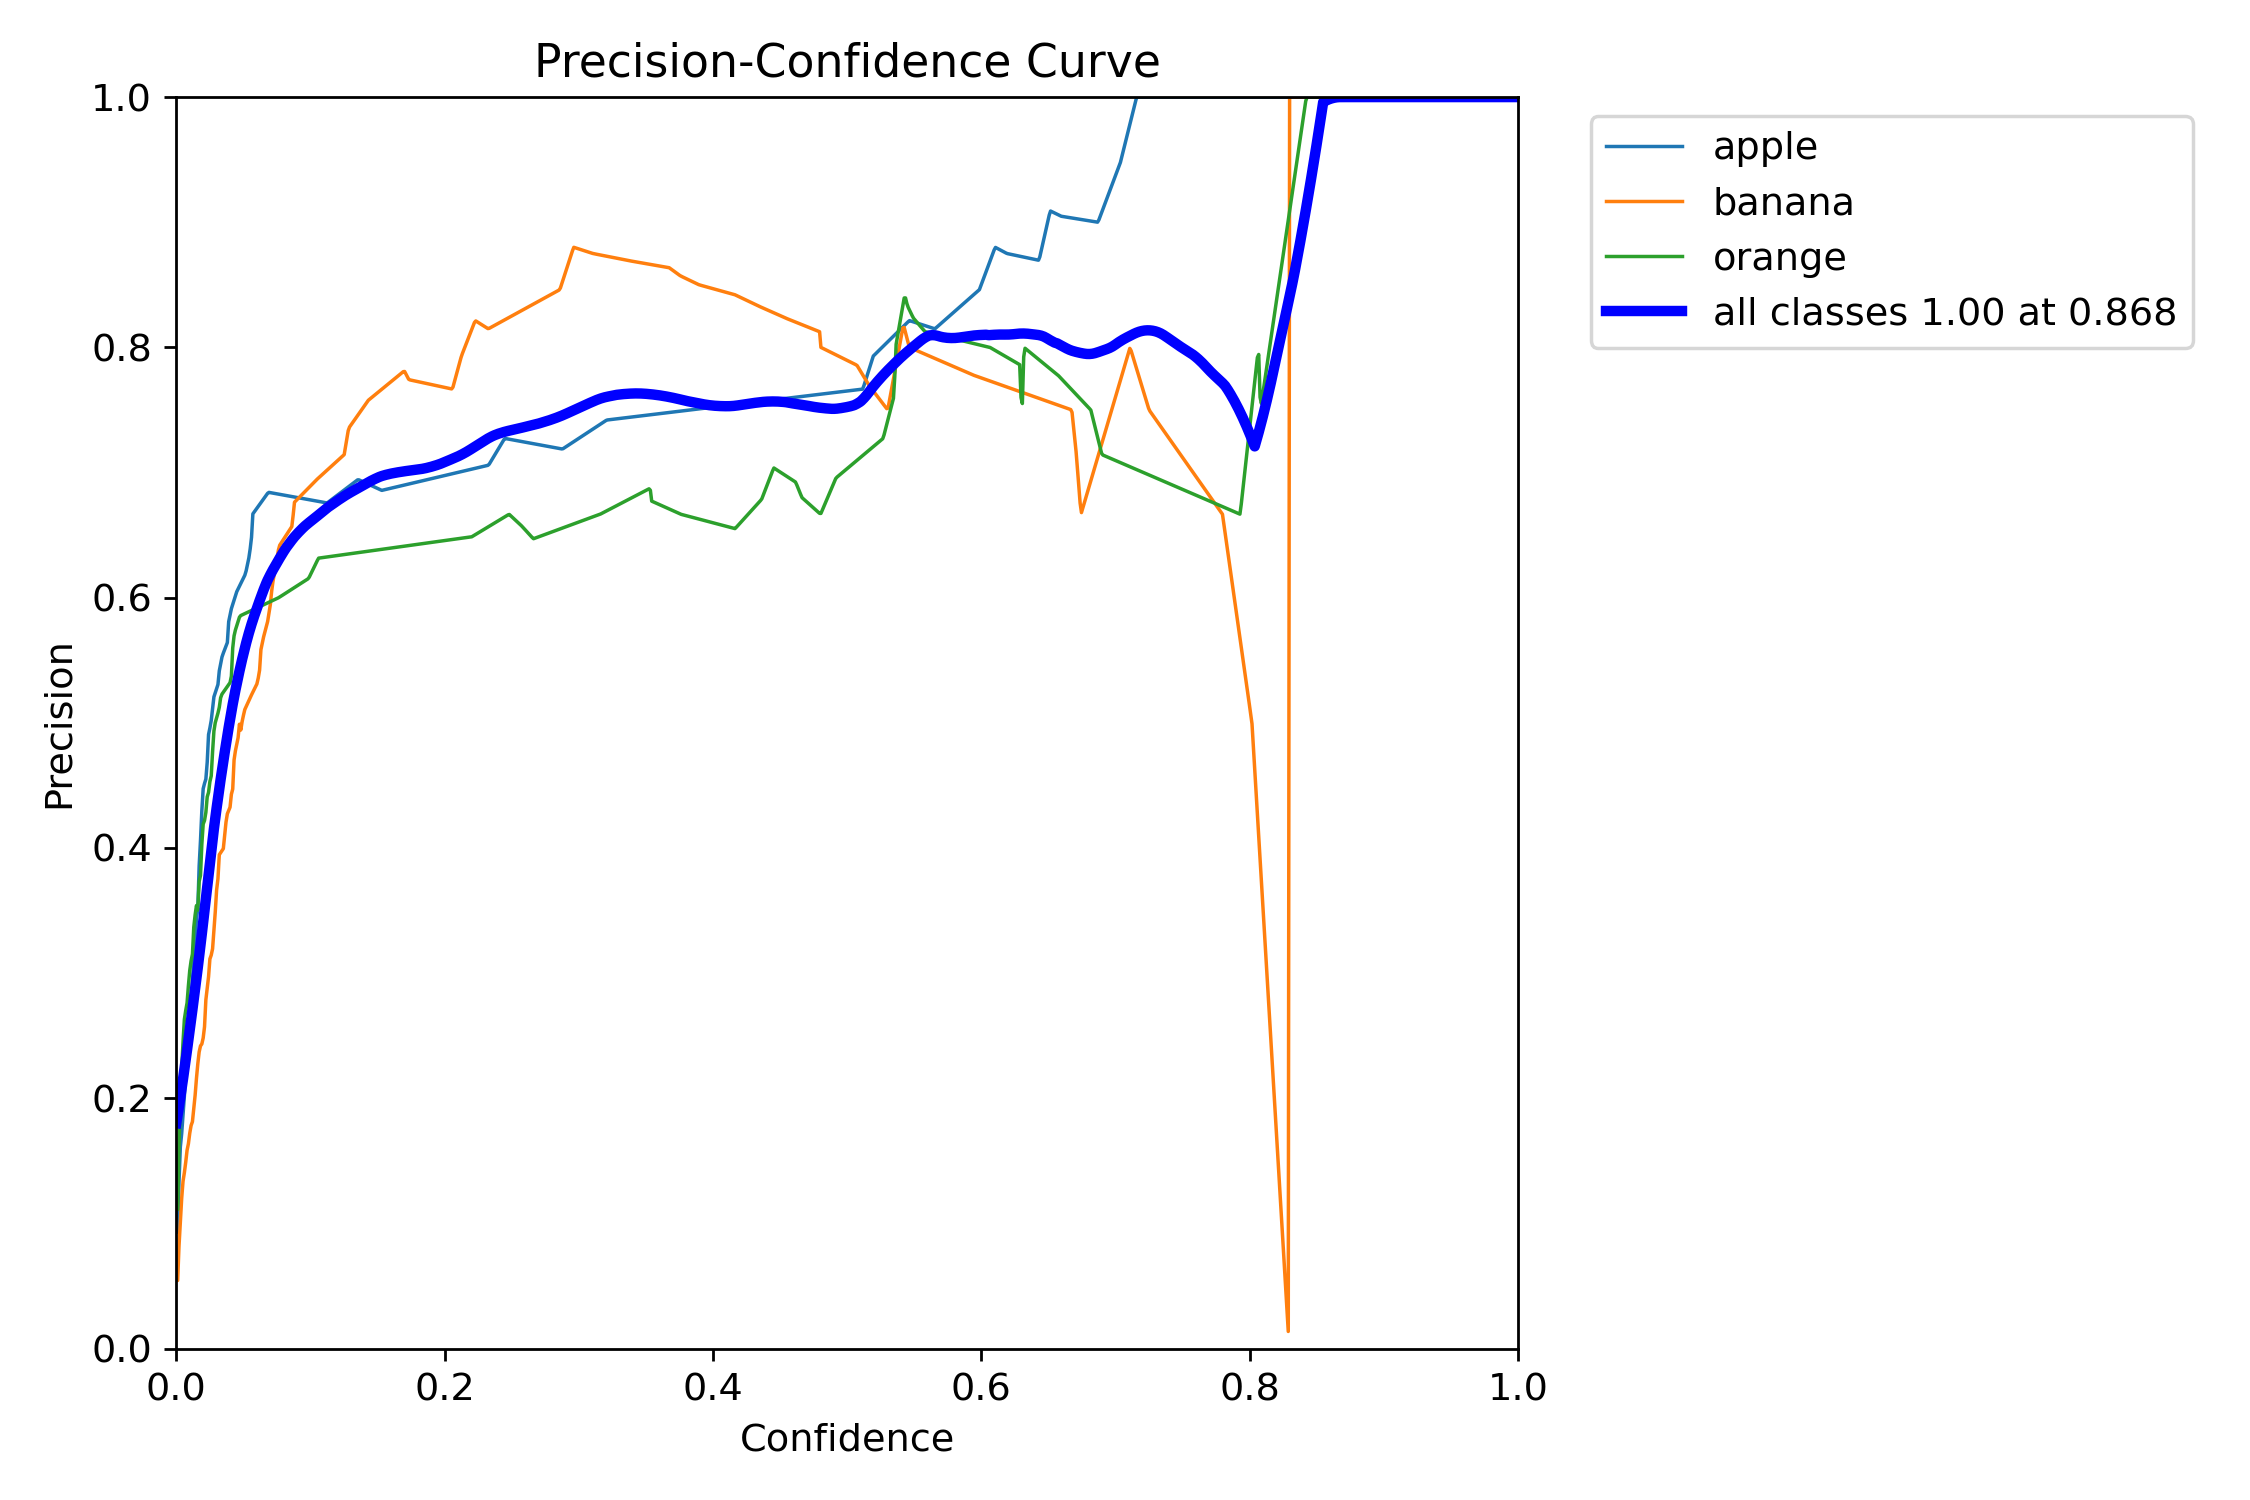 Precision-Confidence Curve
1.0
0.8
0.6
0.4
0.2
0.0
Precision
0.0 0.2 0.4 0.6 0.8 1.0
Confidence
apple
banana
orange
all classes 1.00 at 0.868